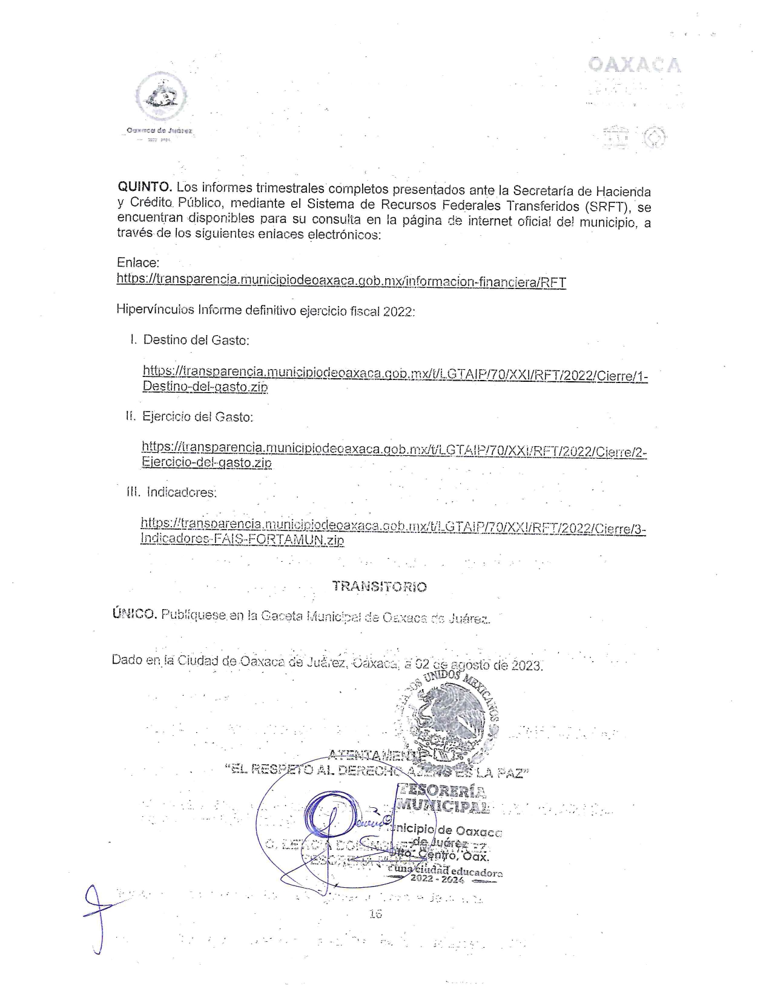 OAXACA
Oaxaca de Juárez
QUINTO. Los informes trimestrales completos presentados ante la Secretaría de Hacienda
y Crédito Público, mediante el Sistema de Recursos Federales Transferidos (SRFT), se
encuentran disponibles para su consulta en la página de internet oficial del municipio, a
través de los siguientes enlaces electrónicos:
Enlace:
https://transparencia.municipiodeoaxaca.gob.mx/informacion-financiera/RFT
Hipervínculos Informe definitivo ejercicio fiscal 2022:
I. Destino del Gasto:
https://transparencia.municipiodeoaxaca.gob.mx/t/LGTAIP/70/XXI/RFT/2022/Cierre/1-
Destino-del-gasto.zip
II. Ejercicio del Gasto:
https://transparencia.municipiodeoaxaca.gob.mx/t/LGTAIP/70/XXI/RFT/2022/Cierre/2-
Ejercicio-del-gasto.zip
III. Indicadores:
https://transparencia.municipiodeoaxaca.gob.mx/t/LGTAIP/70/XXI/RFT/2022/Cierre/3-
Indicadores-FAIS-FORTAMUN.zip
TRANSITORIO
ÚNICO. Publíquese en la Gaceta Municipal de Oaxaca de Juárez.
Dado en la Ciudad de Oaxaca de Juárez, Oaxaca, a 02 de agosto de 2023.
UNIDOS MEXICANOS
ATENTAMENTE
"EL RESPETO AL DERECHO AJENO ES LA PAZ"
TESORERÍA
MUNICIPAL
de Oaxaca
de Juárez
Centro, Oax.
una ciudad educadora
2022 - 2024
C. LETICIA
TESORERA
16